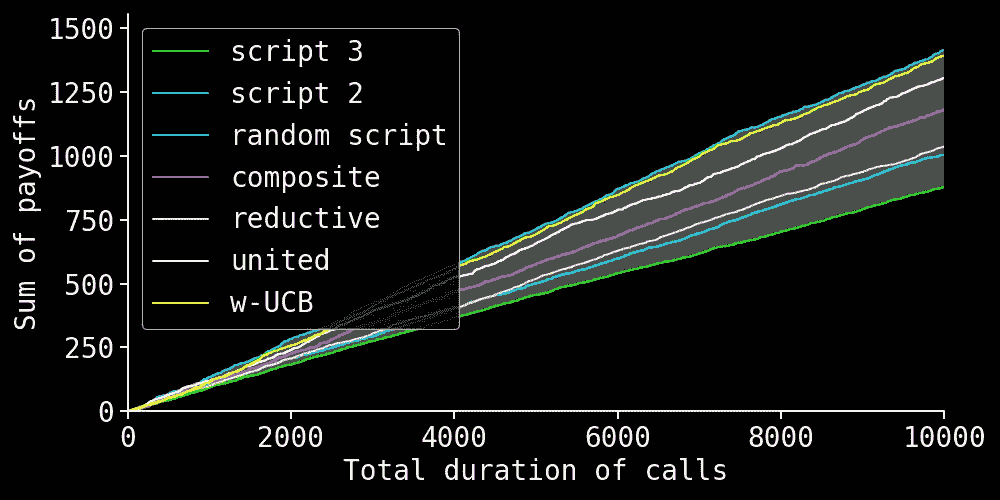 1500
1250
1000
750
500
250
0
Sum of payoffs
script 3
script 2
random script
composite
reductive
united
w-UCB
0 2000 4000 6000 8000 10000
Total duration of calls